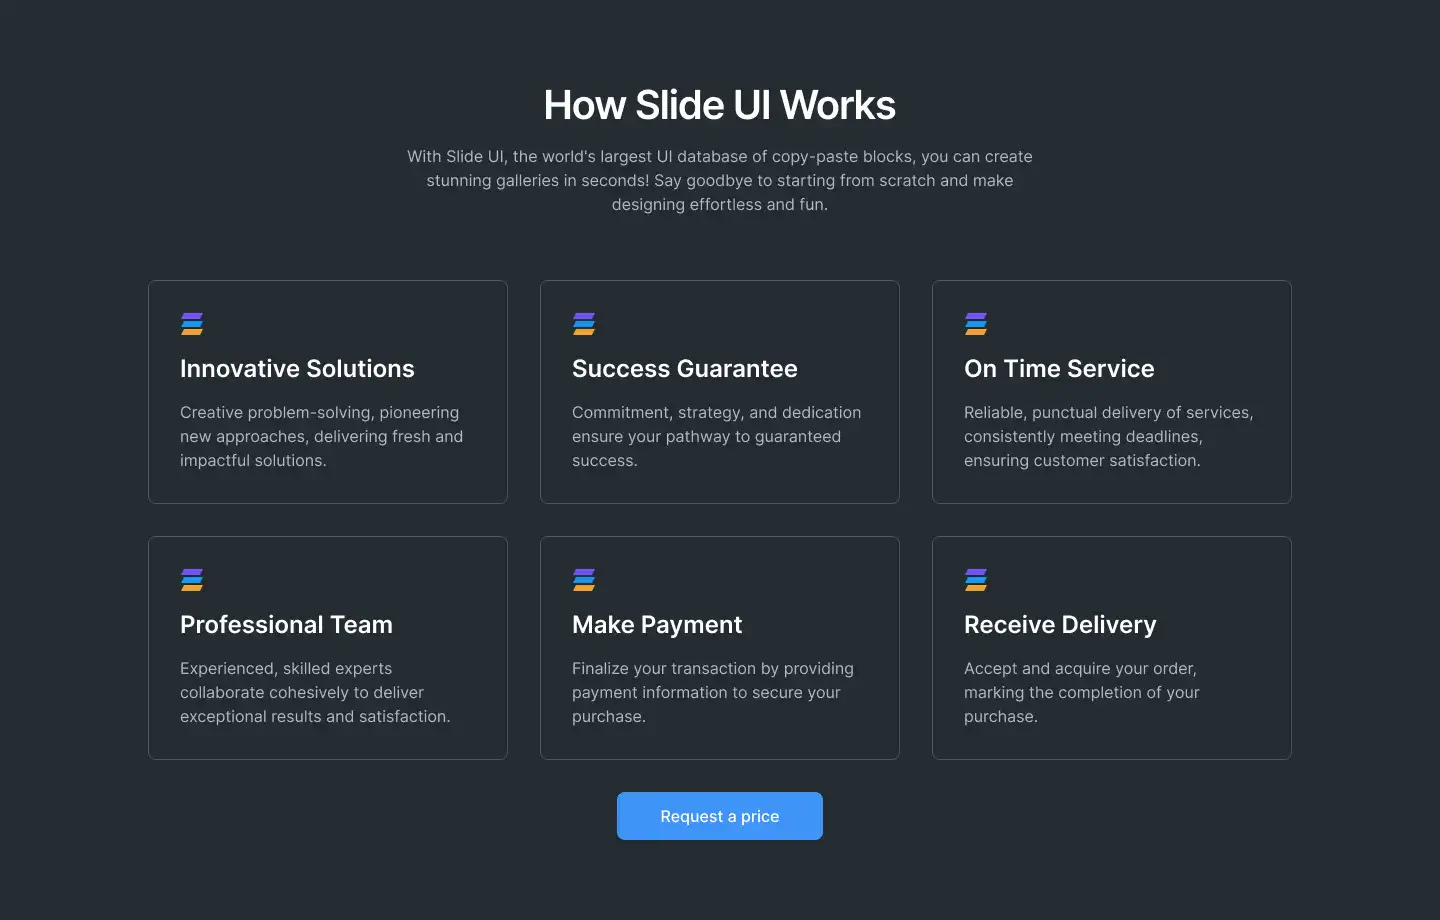 How Slide UI Works
With Slide UI, the world's largest UI database of copy-paste blocks, you can create
stunning galleries in seconds! Say goodbye to starting from scratch and make
designing effortless and fun.
Innovative Solutions
Creative problem-solving, pioneering
new approaches, delivering fresh and
impactful solutions.
Success Guarantee
Commitment, strategy, and dedication
ensure your pathway to guaranteed
success.
On Time Service
Reliable, punctual delivery of services,
consistently meeting deadlines,
ensuring customer satisfaction.
Professional Team
Experienced, skilled experts
collaborate cohesively to deliver
exceptional results and satisfaction.
Make Payment
Finalize your transaction by providing
payment information to secure your
purchase.
Receive Delivery
Accept and acquire your order,
marking the completion of your
purchase.
Request a price